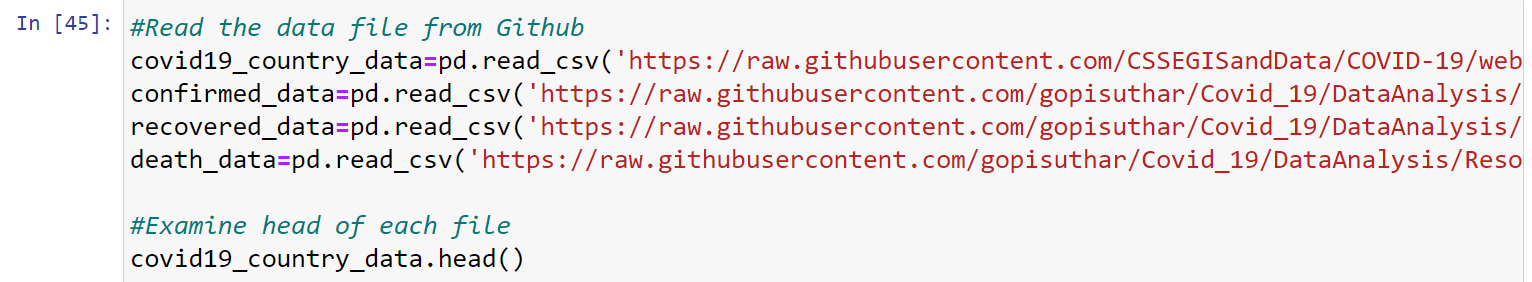 In [45]: #Read the data file from Github
covid19_country_data=pd.read_csv('https://raw.githubusercontent.com/CSSEGISandData/COVID-19/web
confirmed_data=pd.read_csv('https://raw.githubusercontent.com/gopisuthar/Covid_19/DataAnalysis/
recovered_data=pd.read_csv('https://raw.githubusercontent.com/gopisuthar/Covid_19/DataAnalysis/
death_data=pd.read_csv('https://raw.githubusercontent.com/gopisuthar/Covid_19/DataAnalysis/Reso
#Examine head of each file
covid19_country_data.head()